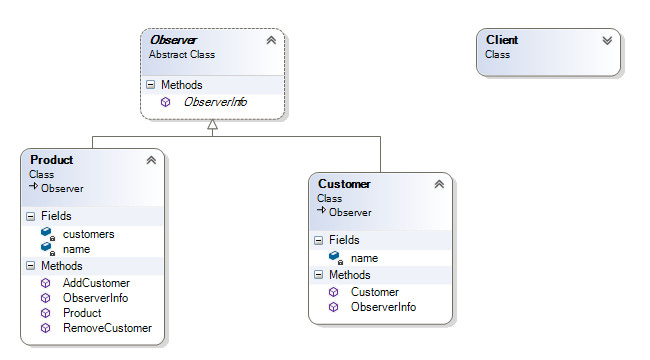 Observer
Abstract Class
Methods
ObserverInfo
Client
Class
Product
Class
Observer
Fields
customers
name
Methods
AddCustomer
ObserverInfo
Product
RemoveCustomer
Customer
Class
Observer
Fields
name
Methods
Customer
ObserverInfo